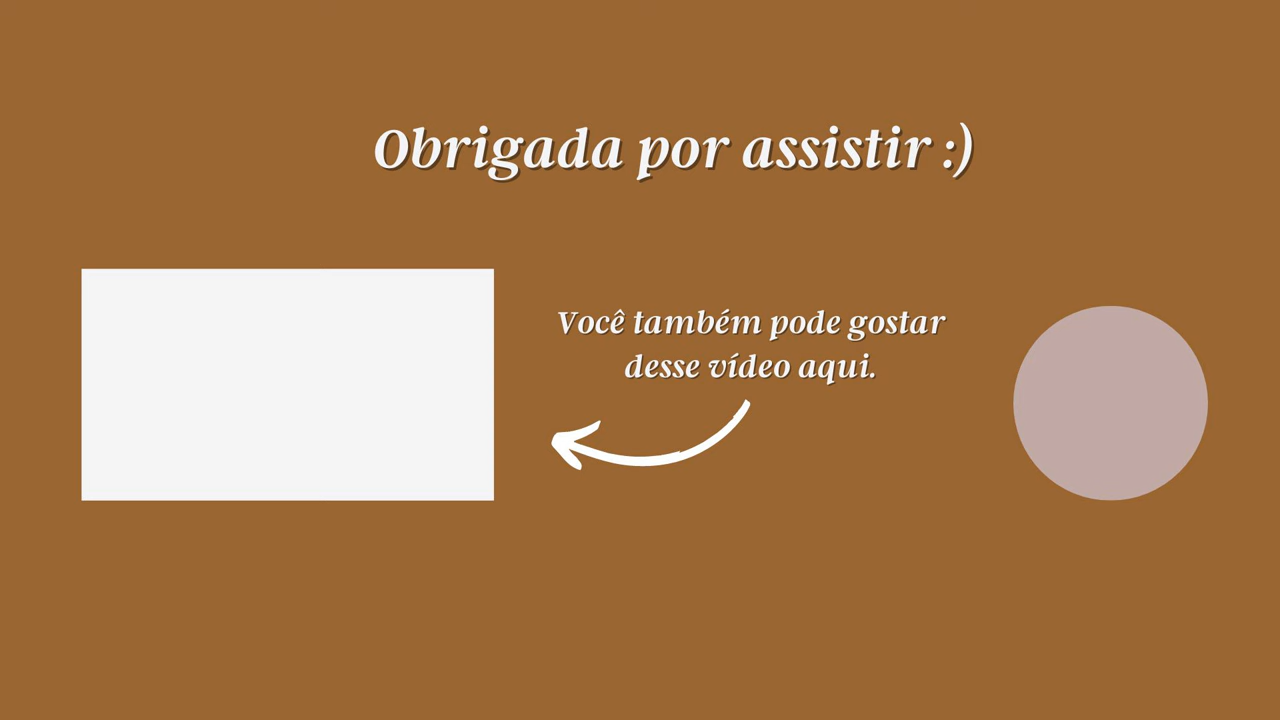 Obrigada por assistir :)
Você também pode gostar
desse vídeo aqui.